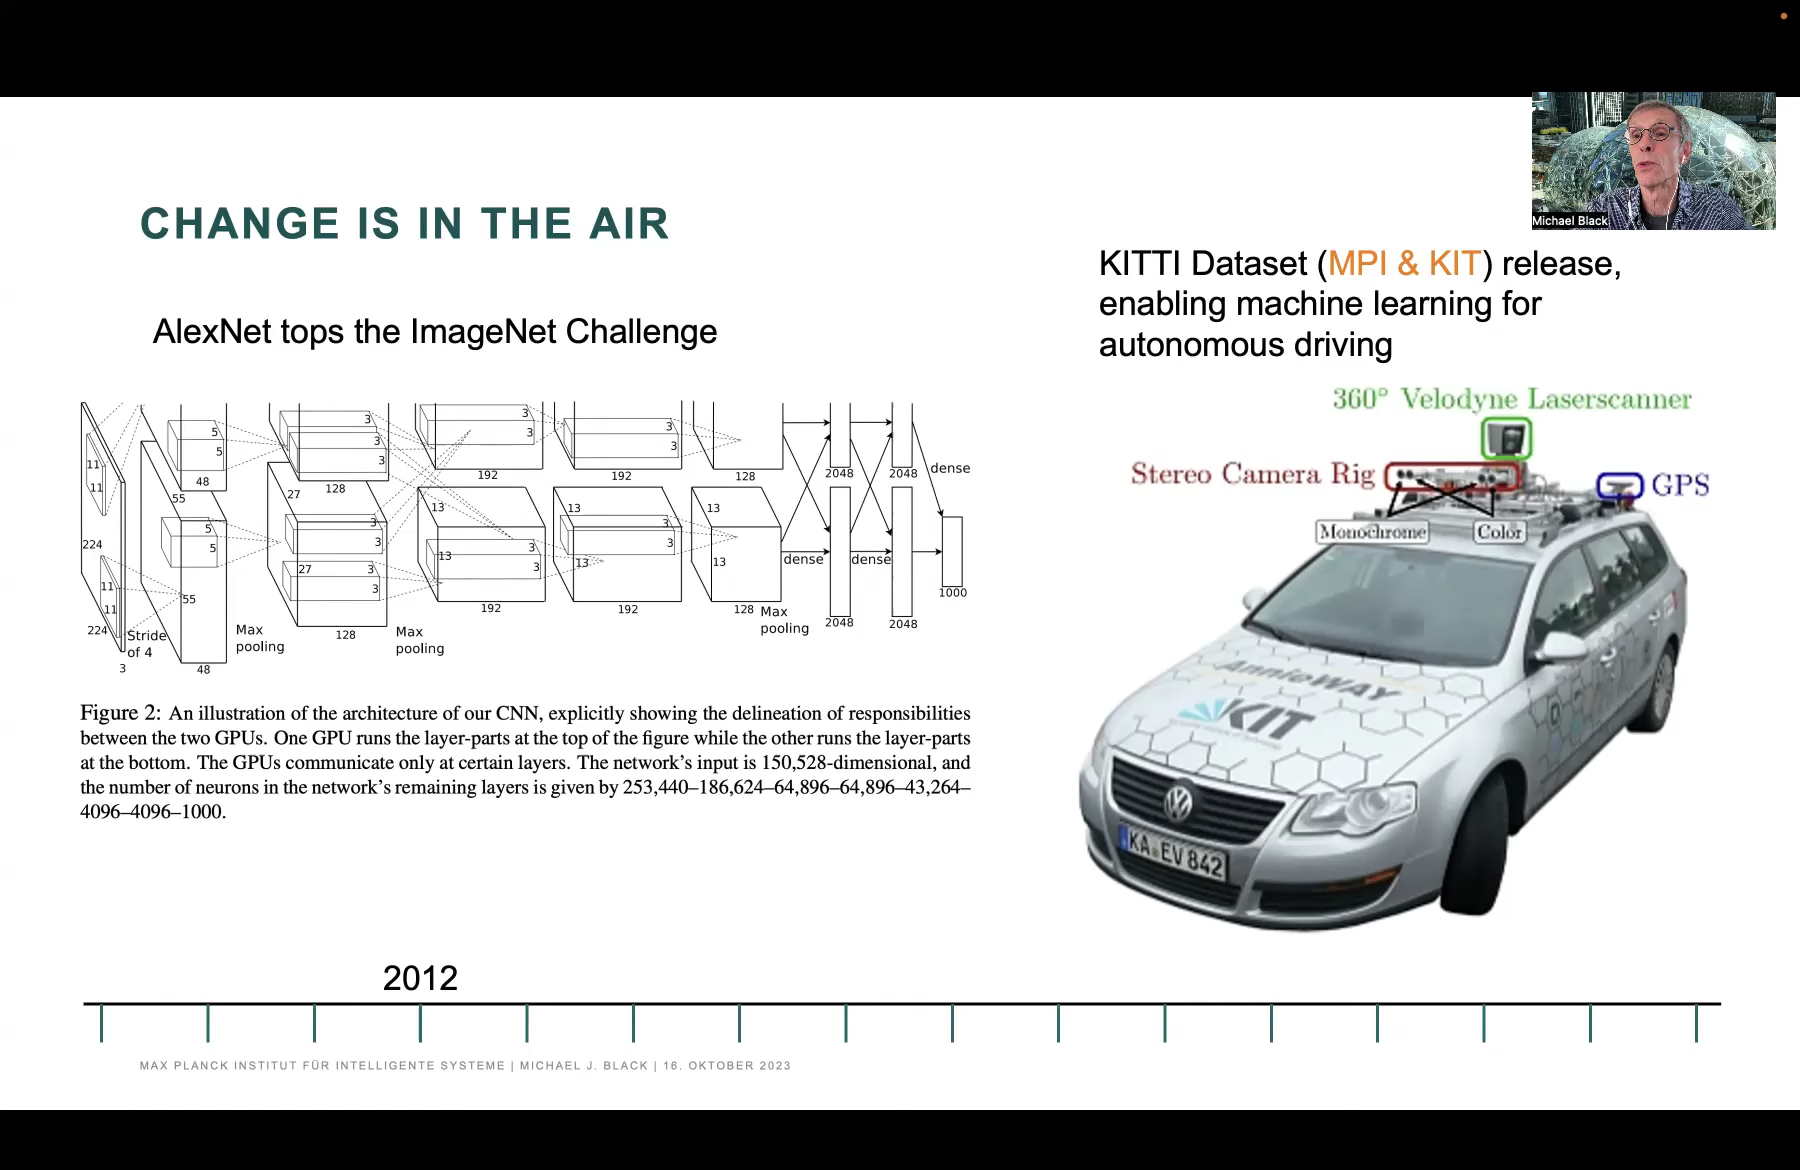 Michael Black
CHANGE IS IN THE AIR
AlexNet tops the ImageNet Challenge
KITTI Dataset (MPI & KIT) release,
enabling machine learning for
autonomous driving
11
11
224
11
11
224
3
Stride
of 4
5
5
48
55
5
5
55
48
Max
pooling
3
3
3
128
27
3
3
27
3
3
128
Max
pooling
3
3
192
13
13
3
3
192
3
3
192
13
13
3
3
192
128
13
13
128
Max
pooling
2048
2048
dense
dense
dense
2048
2048
1000
Figure 2: An illustration of the architecture of our CNN, explicitly showing the delineation of responsibilities
between the two GPUs. One GPU runs the layer-parts at the top of the figure while the other runs the layer-parts
at the bottom. The GPUs communicate only at certain layers. The network's input is 150,528-dimensional, and
the number of neurons in the network's remaining layers is given by 253,440–186,624–64,896–64,896–43,264–
4096–4096–1000.
360° Velodyne Laserscanner
Stereo Camera Rig
GPS
Monochrome
Color
AnnieWAY
KIT
KA EV 842
2012
MAX PLANCK INSTITUT FÜR INTELLIGENTE SYSTEME | MICHAEL J. BLACK | 16. OKTOBER 2023